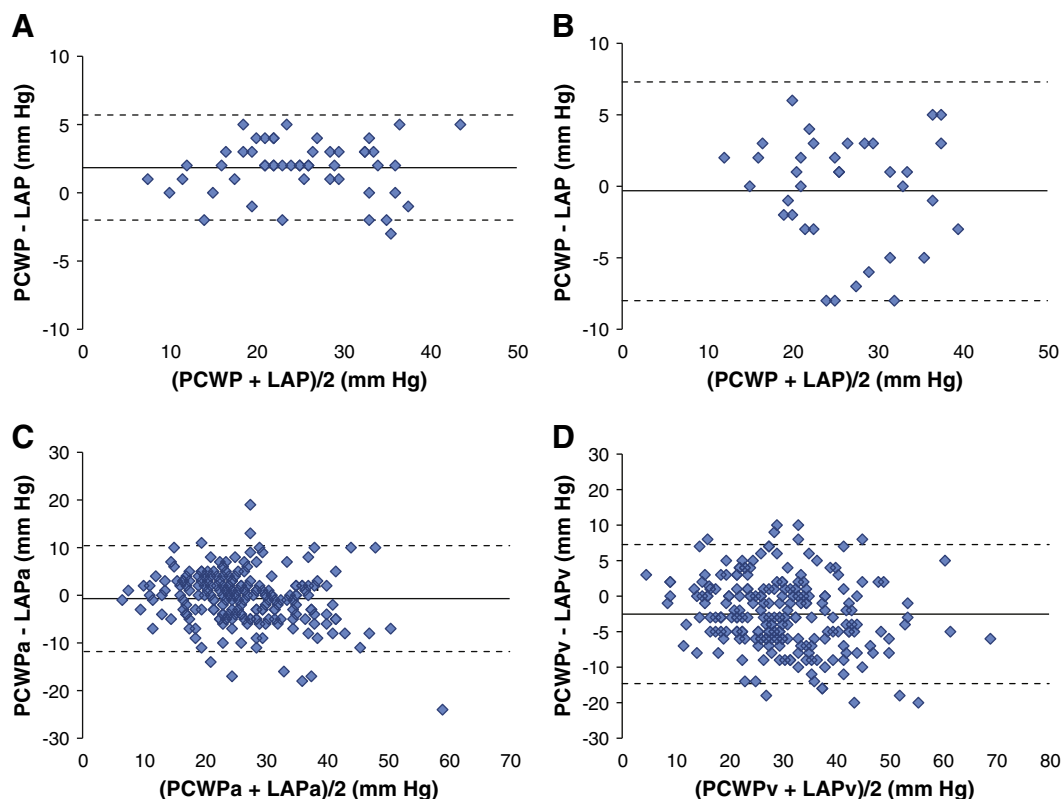 A
10
5
0
-5
-10
0 10 20 30 40 50
PCWP - LAP (mm Hg)
(PCWP + LAP)/2 (mm Hg)
B
10
5
0
-5
-10
0 10 20 30 40 50
PCWP - LAP (mm Hg)
(PCWP + LAP)/2 (mm Hg)
C
30
20
10
0
-10
-20
-30
0 10 20 30 40 50 60 70
PCWPa - LAPa (mm Hg)
(PCWPa + LAPa)/2 (mm Hg)
D
30
20
10
5
0
-5
-10
-20
-30
0 10 20 30 40 50 60 70 80
PCWPv - LAPv (mm Hg)
(PCWPv + LAPv)/2 (mm Hg)